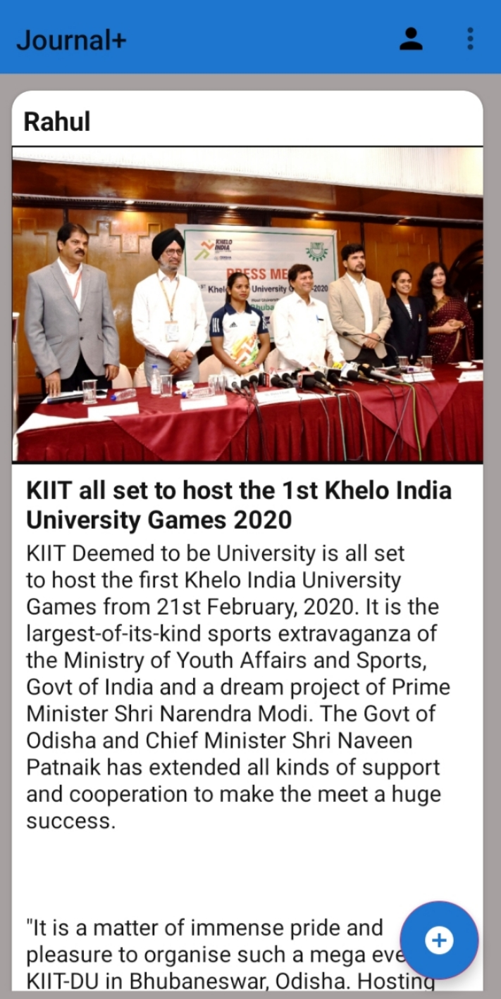 Journal+
Rahul
KHELO
INDIA
PRESS ME
Khelo University G -2020
KIIT all set to host the 1st Khelo India
University Games 2020
KIIT Deemed to be University is all set
to host the first Khelo India University
Games from 21st February, 2020. It is the
largest-of-its-kind sports extravaganza of
the Ministry of Youth Affairs and Sports,
Govt of India and a dream project of Prime
Minister Shri Narendra Modi. The Govt of
Odisha and Chief Minister Shri Naveen
Patnaik has extended all kinds of support
and cooperation to make the meet a huge
success.
"It is a matter of immense pride and
pleasure to organise such a mega eve
KIIT-DU in Bhubaneswar, Odisha. Hosting